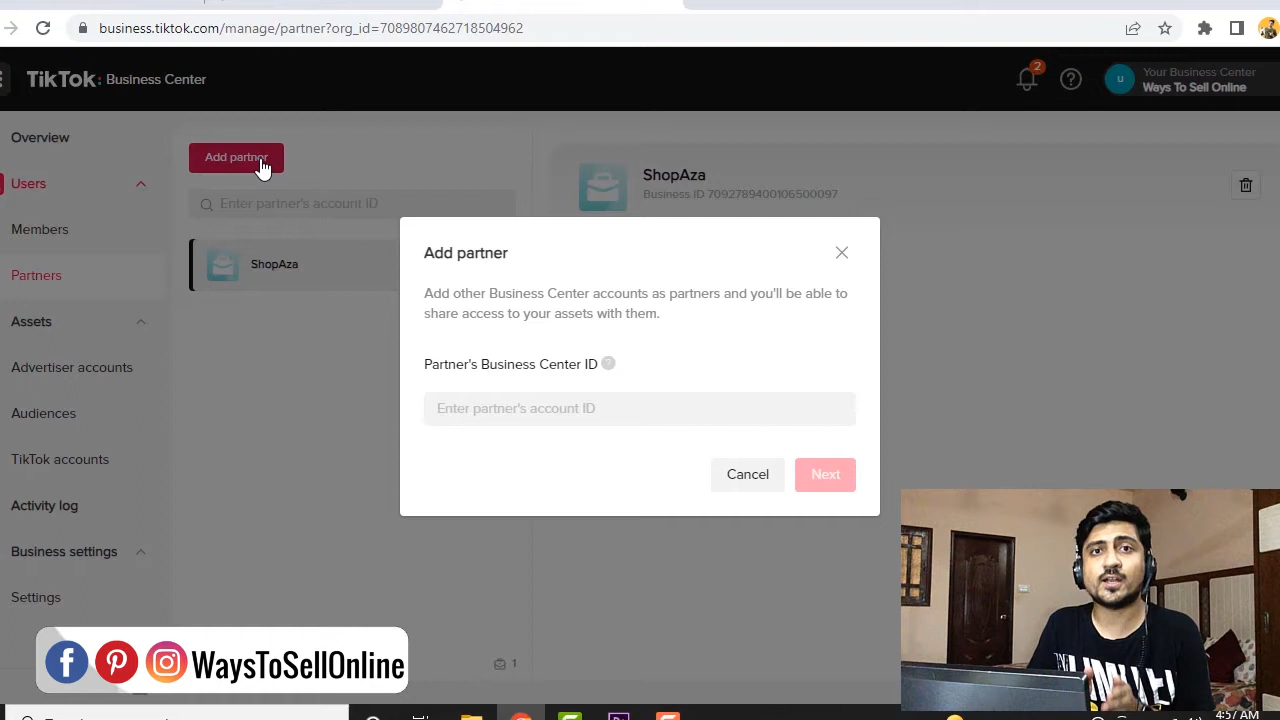 business.tiktok.com/manage/partner?org_id=7089807462718504962
TikTok: Business Center
2
u
Your Business Center
Ways To Sell Online
Overview
Users
Members
Partners
Assets
Advertiser accounts
Audiences
TikTok accounts
Activity log
Business settings
Settings
Add partner
Enter partner's account ID
ShopAza
1
ShopAza
Business ID 7092789400106500097
Add partner
Add other Business Center accounts as partners and you'll be able to
share access to your assets with them.
Partner's Business Center ID ?
Enter partner's account ID
Cancel
Next
WaysToSellOnline
4:57 AM